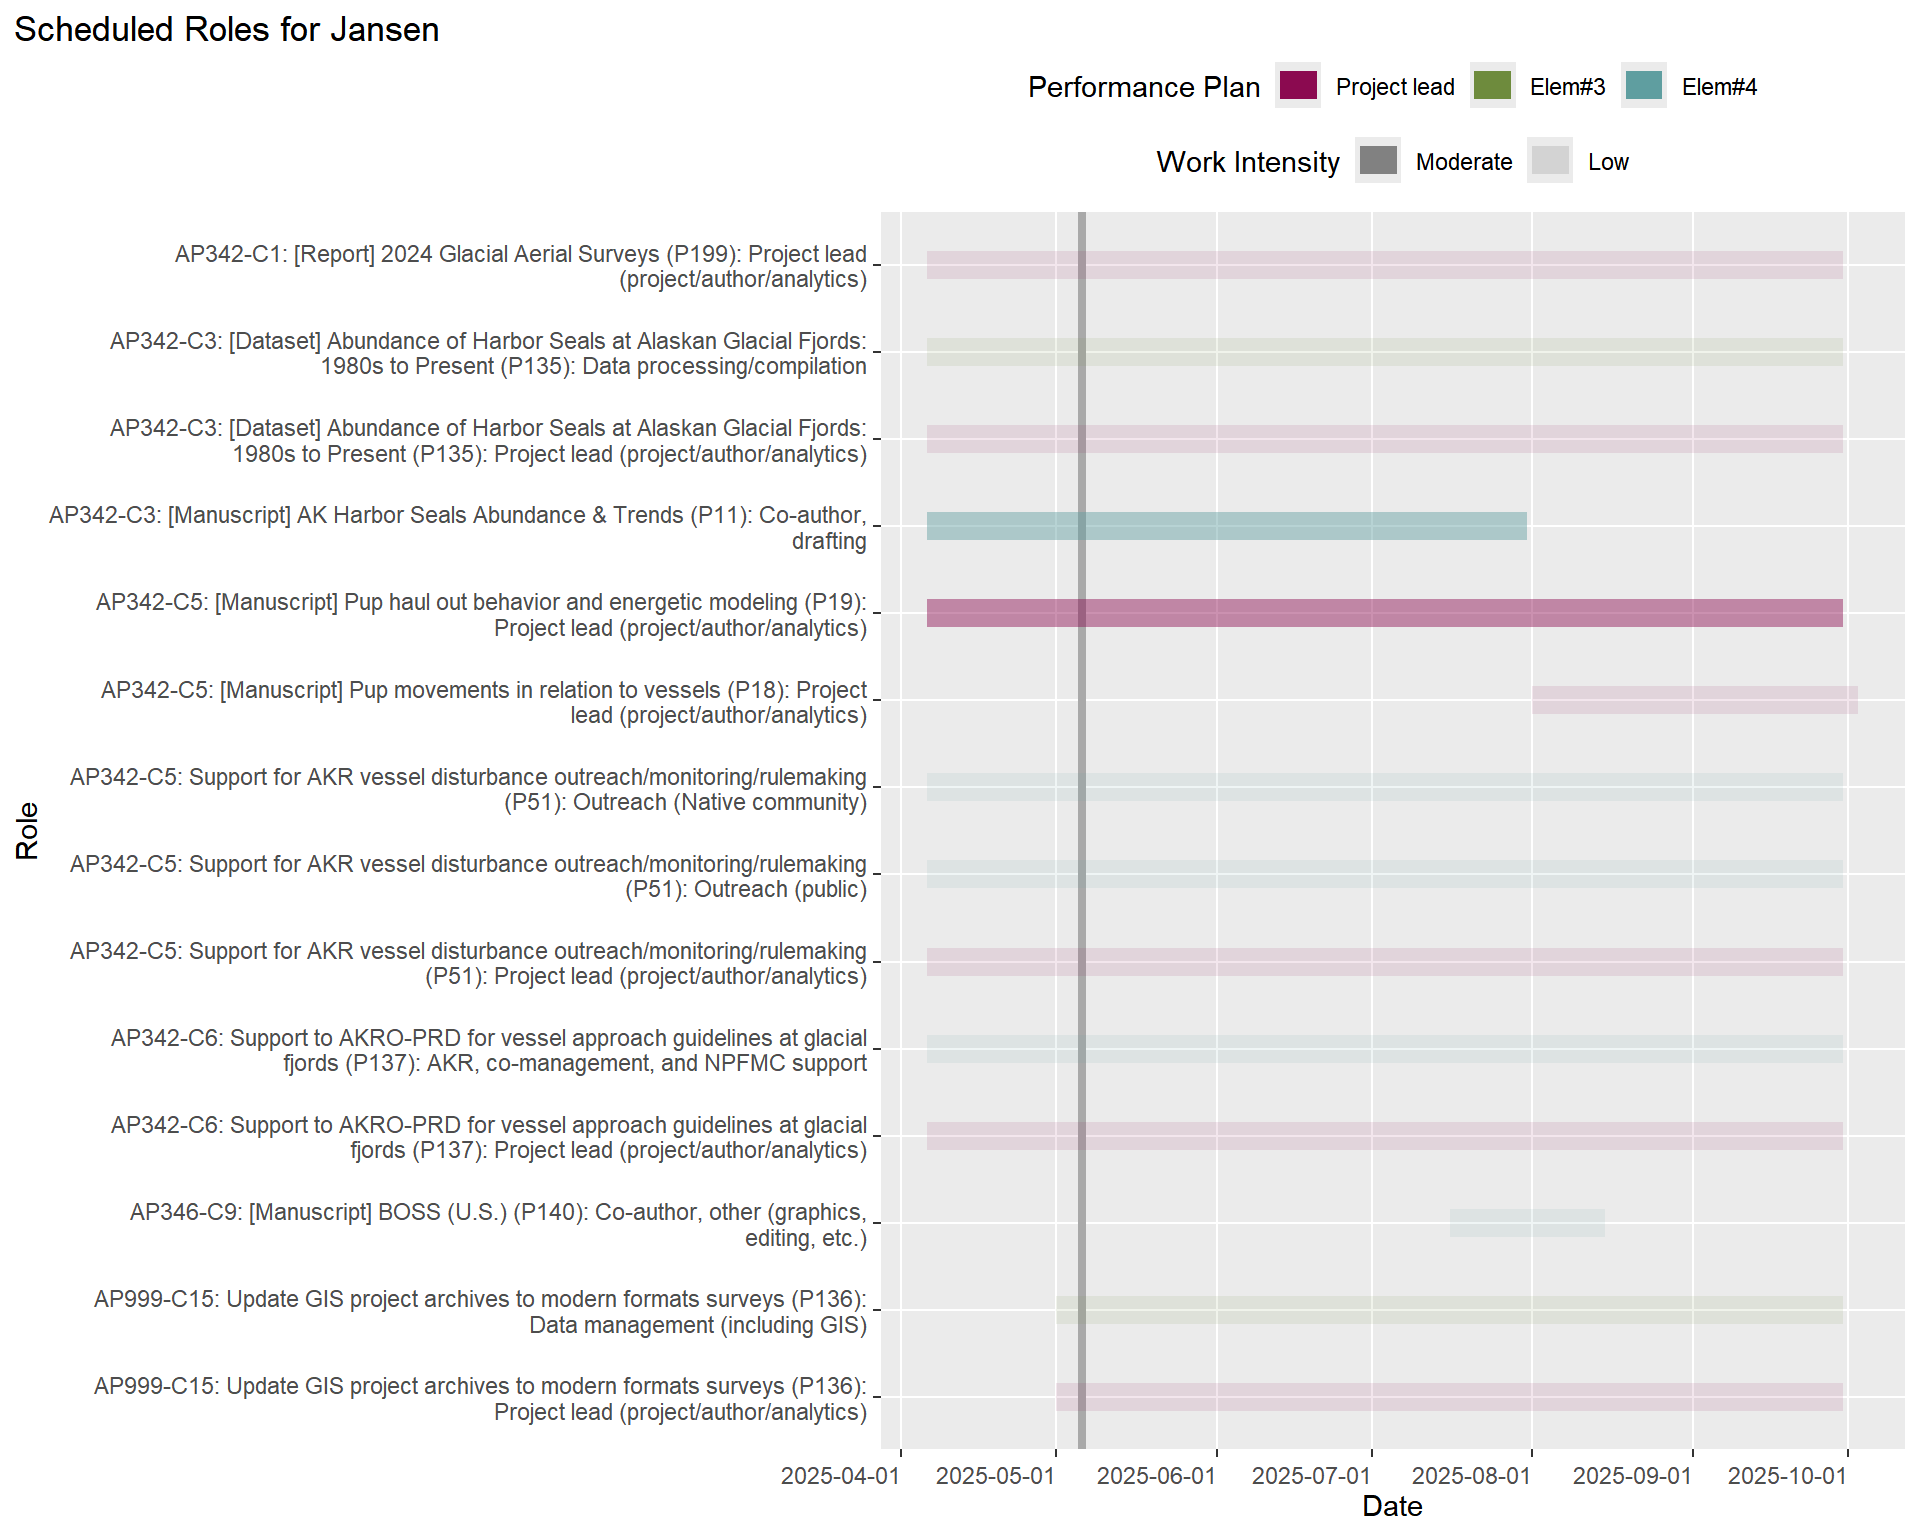 Scheduled Roles for Jansen
Performance Plan Project lead Elem#3 Elem#4
Work Intensity Moderate Low
AP342-C1: [Report] 2024 Glacial Aerial Surveys (P199): Project lead
(project/author/analytics)
AP342-C3: [Dataset] Abundance of Harbor Seals at Alaskan Glacial Fjords:
1980s to Present (P135): Data processing/compilation
AP342-C3: [Dataset] Abundance of Harbor Seals at Alaskan Glacial Fjords:
1980s to Present (P135): Project lead (project/author/analytics)
AP342-C3: [Manuscript] AK Harbor Seals Abundance & Trends (P11): Co-author,
drafting
AP342-C5: [Manuscript] Pup haul out behavior and energetic modeling (P19):
Project lead (project/author/analytics)
AP342-C5: [Manuscript] Pup movements in relation to vessels (P18): Project
lead (project/author/analytics)
AP342-C5: Support for AKR vessel disturbance outreach/monitoring/rulemaking
(P51): Outreach (Native community)
AP342-C5: Support for AKR vessel disturbance outreach/monitoring/rulemaking
(P51): Outreach (public)
AP342-C5: Support for AKR vessel disturbance outreach/monitoring/rulemaking
(P51): Project lead (project/author/analytics)
AP342-C6: Support to AKRO-PRD for vessel approach guidelines at glacial
fjords (P137): AKR, co-management, and NPFMC support
AP342-C6: Support to AKRO-PRD for vessel approach guidelines at glacial
fjords (P137): Project lead (project/author/analytics)
AP346-C9: [Manuscript] BOSS (U.S.) (P140): Co-author, other (graphics,
editing, etc.)
AP999-C15: Update GIS project archives to modern formats surveys (P136):
Data management (including GIS)
AP999-C15: Update GIS project archives to modern formats surveys (P136):
Project lead (project/author/analytics)
Role
2025-04-01 2025-05-01 2025-06-01 2025-07-01 2025-08-01 2025-09-01 2025-10-01
Date